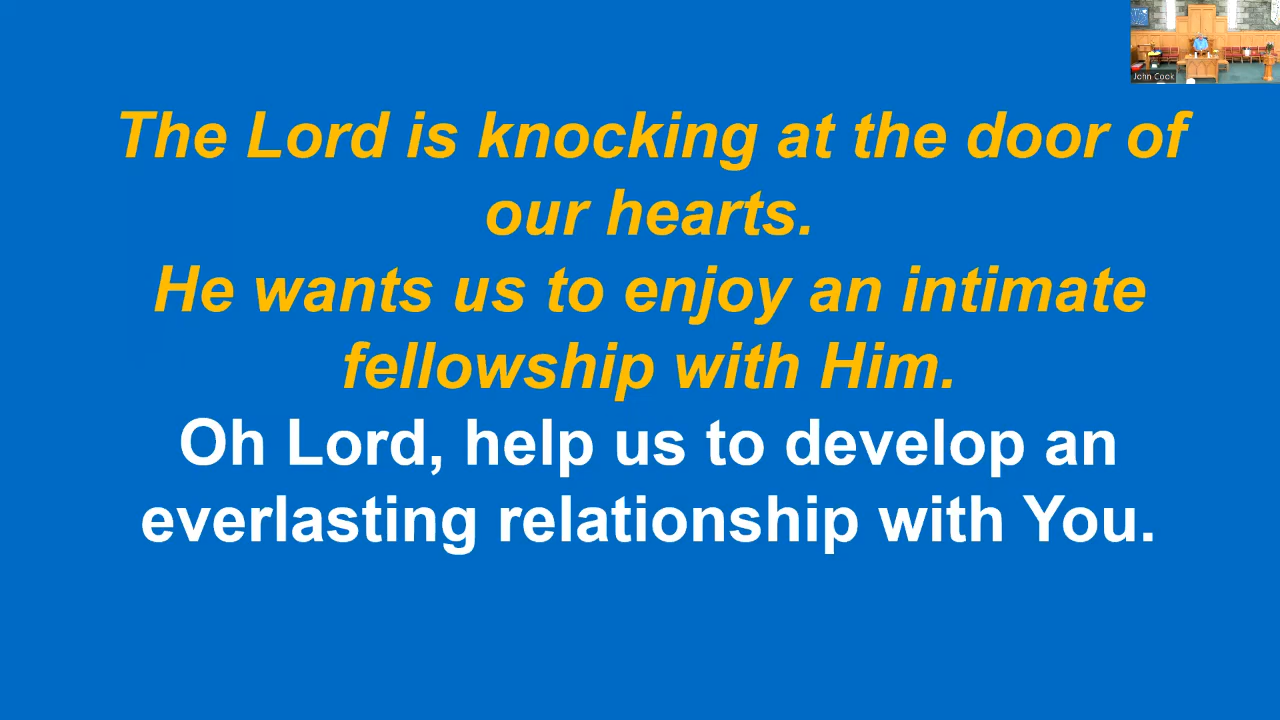 John Cook
The Lord is knocking at the door of
our hearts.
He wants us to enjoy an intimate
fellowship with Him.
Oh Lord, help us to develop an
everlasting relationship with You.